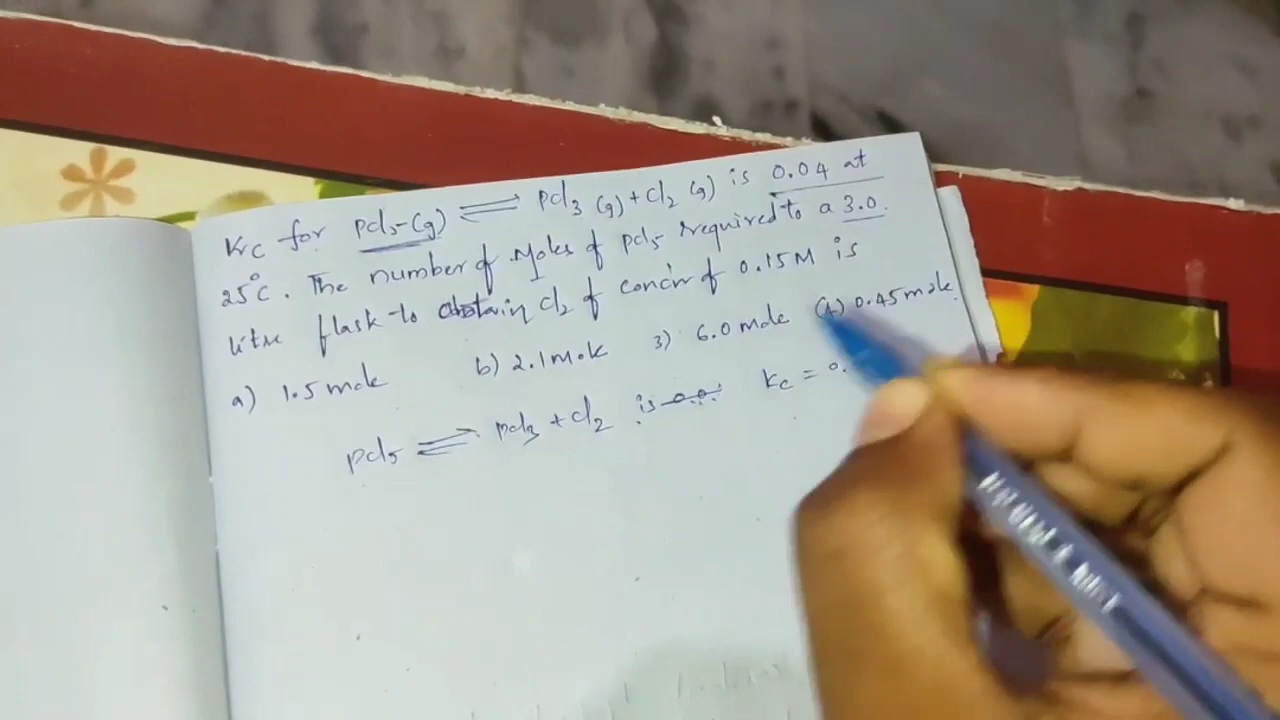 Kc for pcl5(g) ⇌ pcl3 (g) + cl2 (g) is 0.04 at
25°C. The number of Moles of pcl5 required to a 3.0
litre flask to obtain cl2 of conc'n of 0.15M is
a) 1.5 mole b) 2.1 Mole 3) 6.0 mole (4) 0.45 mole
pcl5 ⇌ pcl3 + cl2 is Kc = 0.